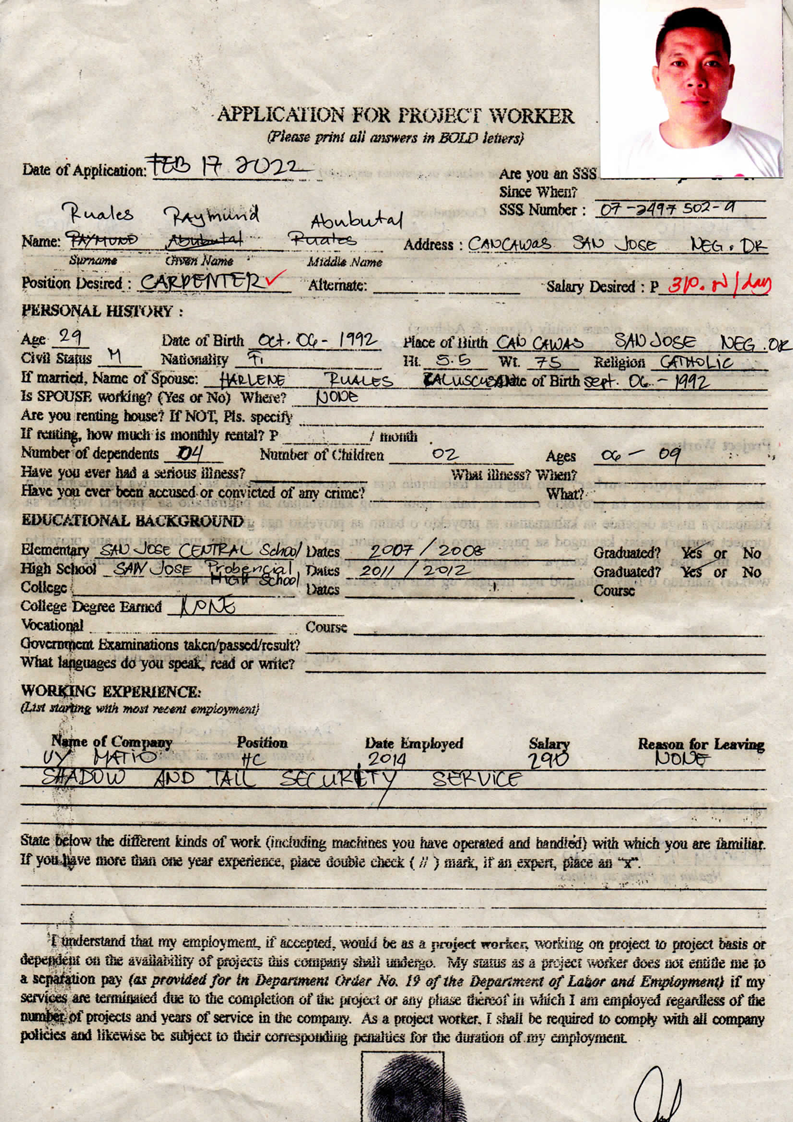 APPLICATION FOR PROJECT WORKER
(Please print all answers in BOLD letters)
Date of Application: FEB 17 2022
Are you an SSS
Since When?
SSS Number : 07-2497 502-9
Ruales Raymund Abubutal
Name: RAYMUND Abubutal Ruales Address : CANCAWAS SAN JOSE NEG. OR
Surname Given Name Middle Name
Position Desired : CARPENTER ✓ Alternate: Salary Desired : P 310.00/day
PERSONAL HISTORY :
Age 29 Date of Birth Oct. 06 - 1992 Place of Birth CAN CAWAS SAN JOSE NEG. OR
Civil Status M Nationality Fi Ht. 5.5 Wt. 75 Religion CATHOLIC
If married, Name of Spouse: HARLENE RUALES Date of Birth Sept. 06 - 1992
Is SPOUSE working? (Yes or No) Where? NONE
Are you renting house? If NOT, Pls. specify
If renting, how much is monthly rental? P / month
Number of dependents 04 Number of Children 02 Ages 06 - 09
Have you ever had a serious illness? What illness? When?
Have you ever been accused or convicted of any crime? What?
EDUCATIONAL BACKGROUND
Elementary SAN JOSE CENTRAL School Dates 2007/2008 Graduated? Yes or No
High School SAN JOSE Probencial High School Dates 2011/2012 Graduated? Yes or No
College Dates Course
College Degree Earned NONE
Vocational Course
Government Examinations taken/passed/result?
What languages do you speak, read or write?
WORKING EXPERIENCE:
(List starting with most recent employment)
Name of Company Position Date Employed Salary Reason for Leaving
UY MATIO HC 2014 290 NONE
SHADOW AND TAIL SECURITY SERVICE
State below the different kinds of work (including machines you have operated and handled) with which you are familiar.
If you have more than one year experience, place double check ( // ) mark, if an expert, place an "x".
I understand that my employment, if accepted, would be as a project worker, working on project to project basis or
dependent on the availability of projects this company shall undergo. My status as a project worker does not entitle me to
a separation pay (as provided for in Department Order No. 19 of the Department of Labor and Employment) if my
services are terminated due to the completion of the project or any phase thereof in which I am employed regardless of the
number of projects and years of service in the company. As a project worker, I shall be required to comply with all company
policies and likewise be subject to their corresponding penalties for the duration of my employment.